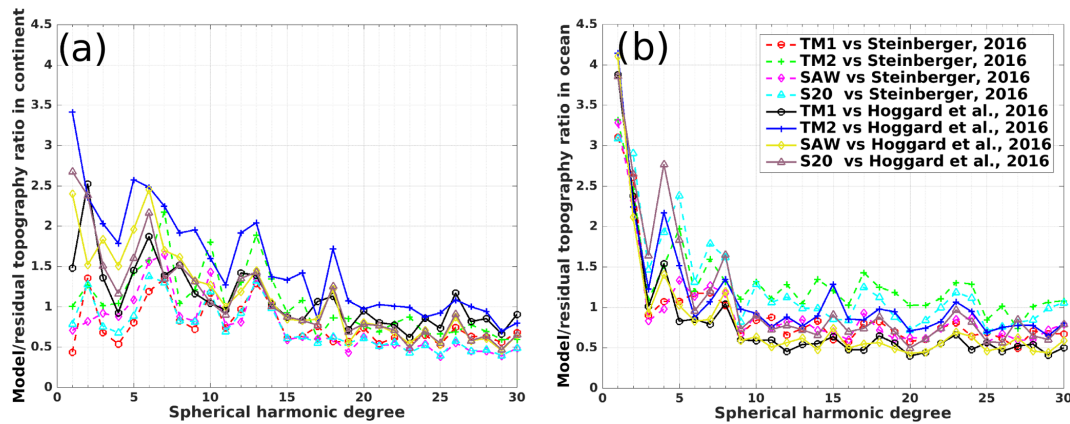 (a)
Model/residual topography ratio in continent
4.5
4
3.5
3
2.5
2
1.5
1
0.5
0
0 5 10 15 20 25 30
Spherical harmonic degree
(b)
Model/residual topography ratio in ocean
4.5
4
3.5
3
2.5
2
1.5
1
0.5
0
0 5 10 15 20 25 30
Spherical harmonic degree
TM1 vs Steinberger, 2016
TM2 vs Steinberger, 2016
SAW vs Steinberger, 2016
S20 vs Steinberger, 2016
TM1 vs Hoggard et al., 2016
TM2 vs Hoggard et al., 2016
SAW vs Hoggard et al., 2016
S20 vs Hoggard et al., 2016